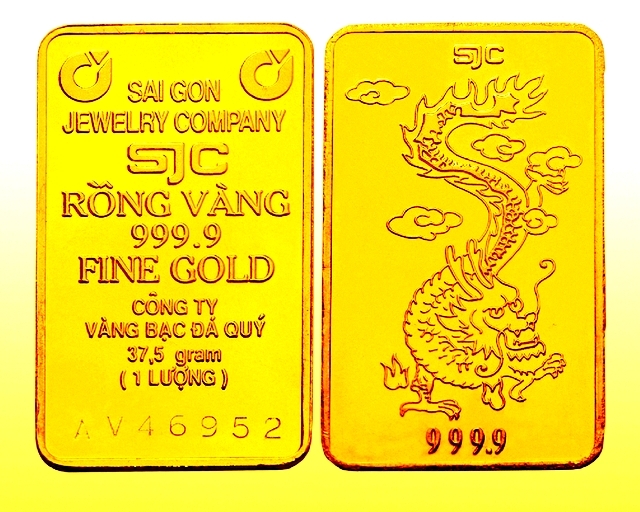 SAI GON
JEWELRY COMPANY
SJC
RỒNG VÀNG
999.9
FINE GOLD
CÔNG TY
VÀNG BẠC ĐÁ QUÝ
37,5 gram
( 1 LƯỢNG )
AV46952
SJC
999.9